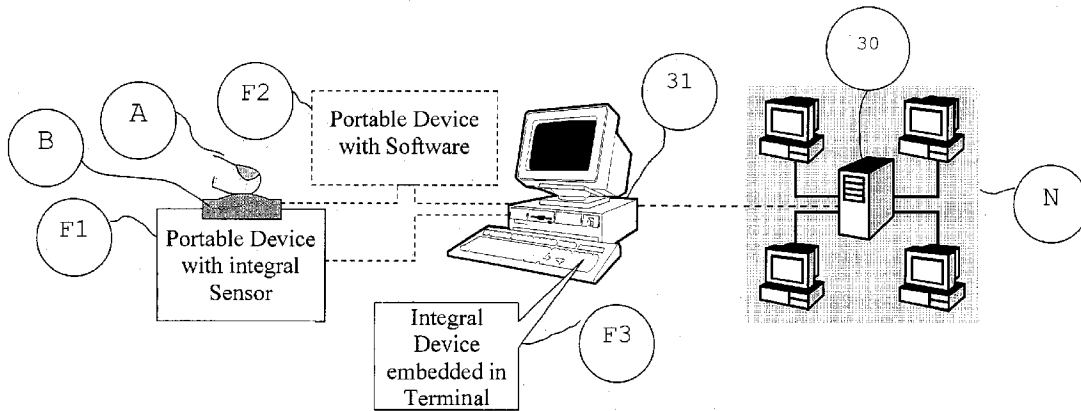 30
F2
31
A
Portable Device
with Software
B
N
F1
Portable Device
with integral
Sensor
Integral
Device
embedded in
Terminal
F3